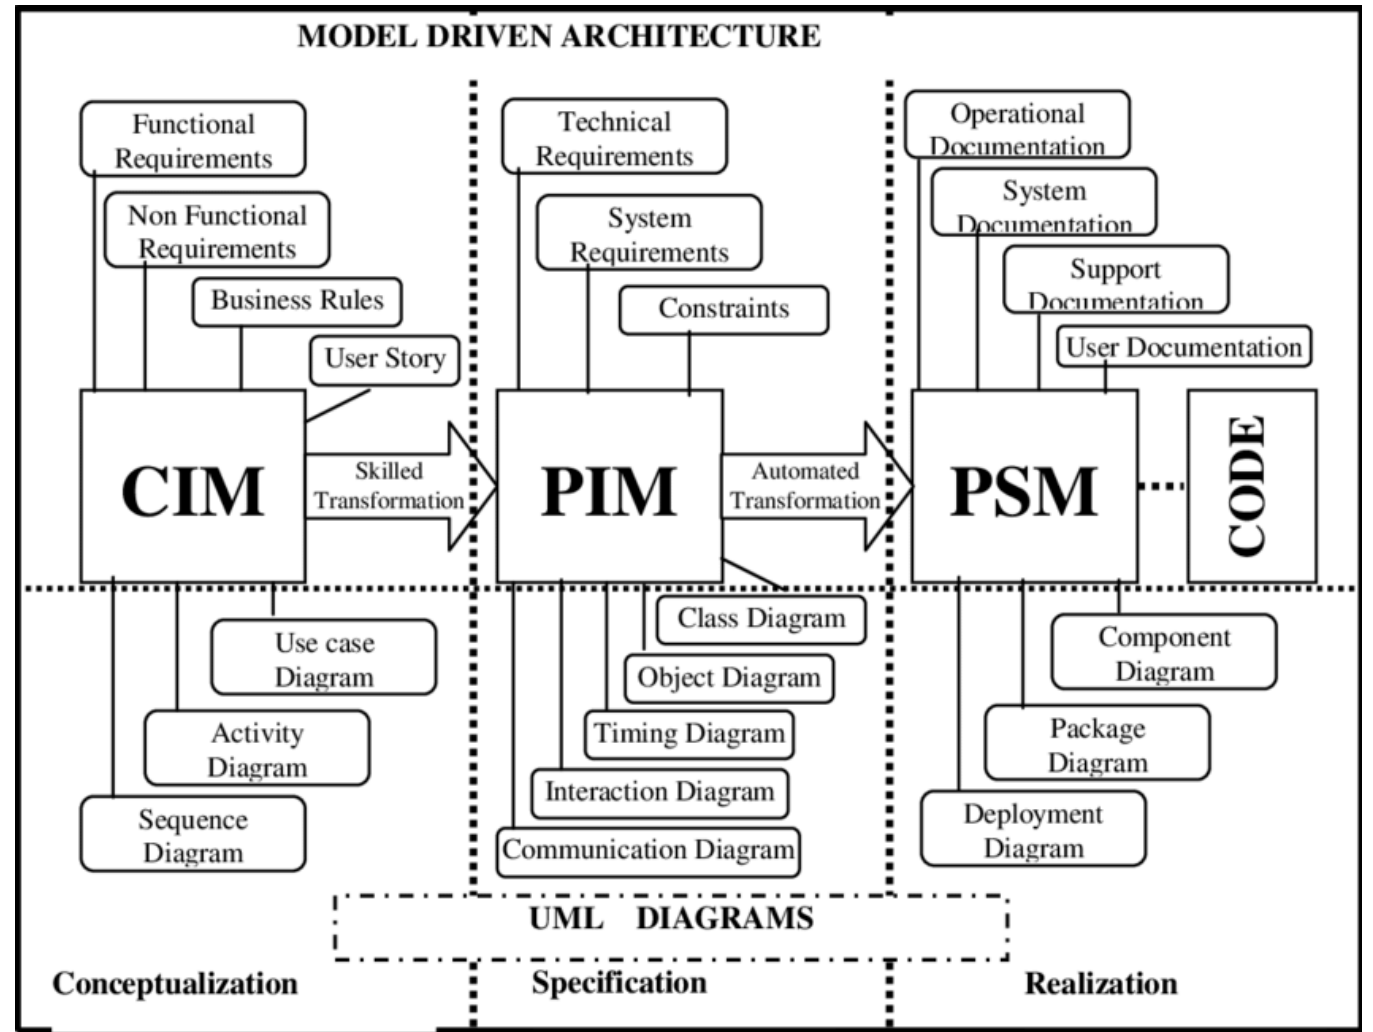 MODEL DRIVEN ARCHITECTURE
Functional
Requirements
Non Functional
Requirements
Business Rules
User Story
CIM
Skilled
Transformation
Use case
Diagram
Activity
Diagram
Sequence
Diagram
Conceptualization
Technical
Requirements
System
Requirements
Constraints
PIM
Automated
Transformation
Class Diagram
Object Diagram
Timing Diagram
Interaction Diagram
Communication Diagram
UML DIAGRAMS
Specification
Operational
Documentation
System
Documentation
Support
Documentation
User Documentation
PSM
CODE
Component
Diagram
Package
Diagram
Deployment
Diagram
Realization